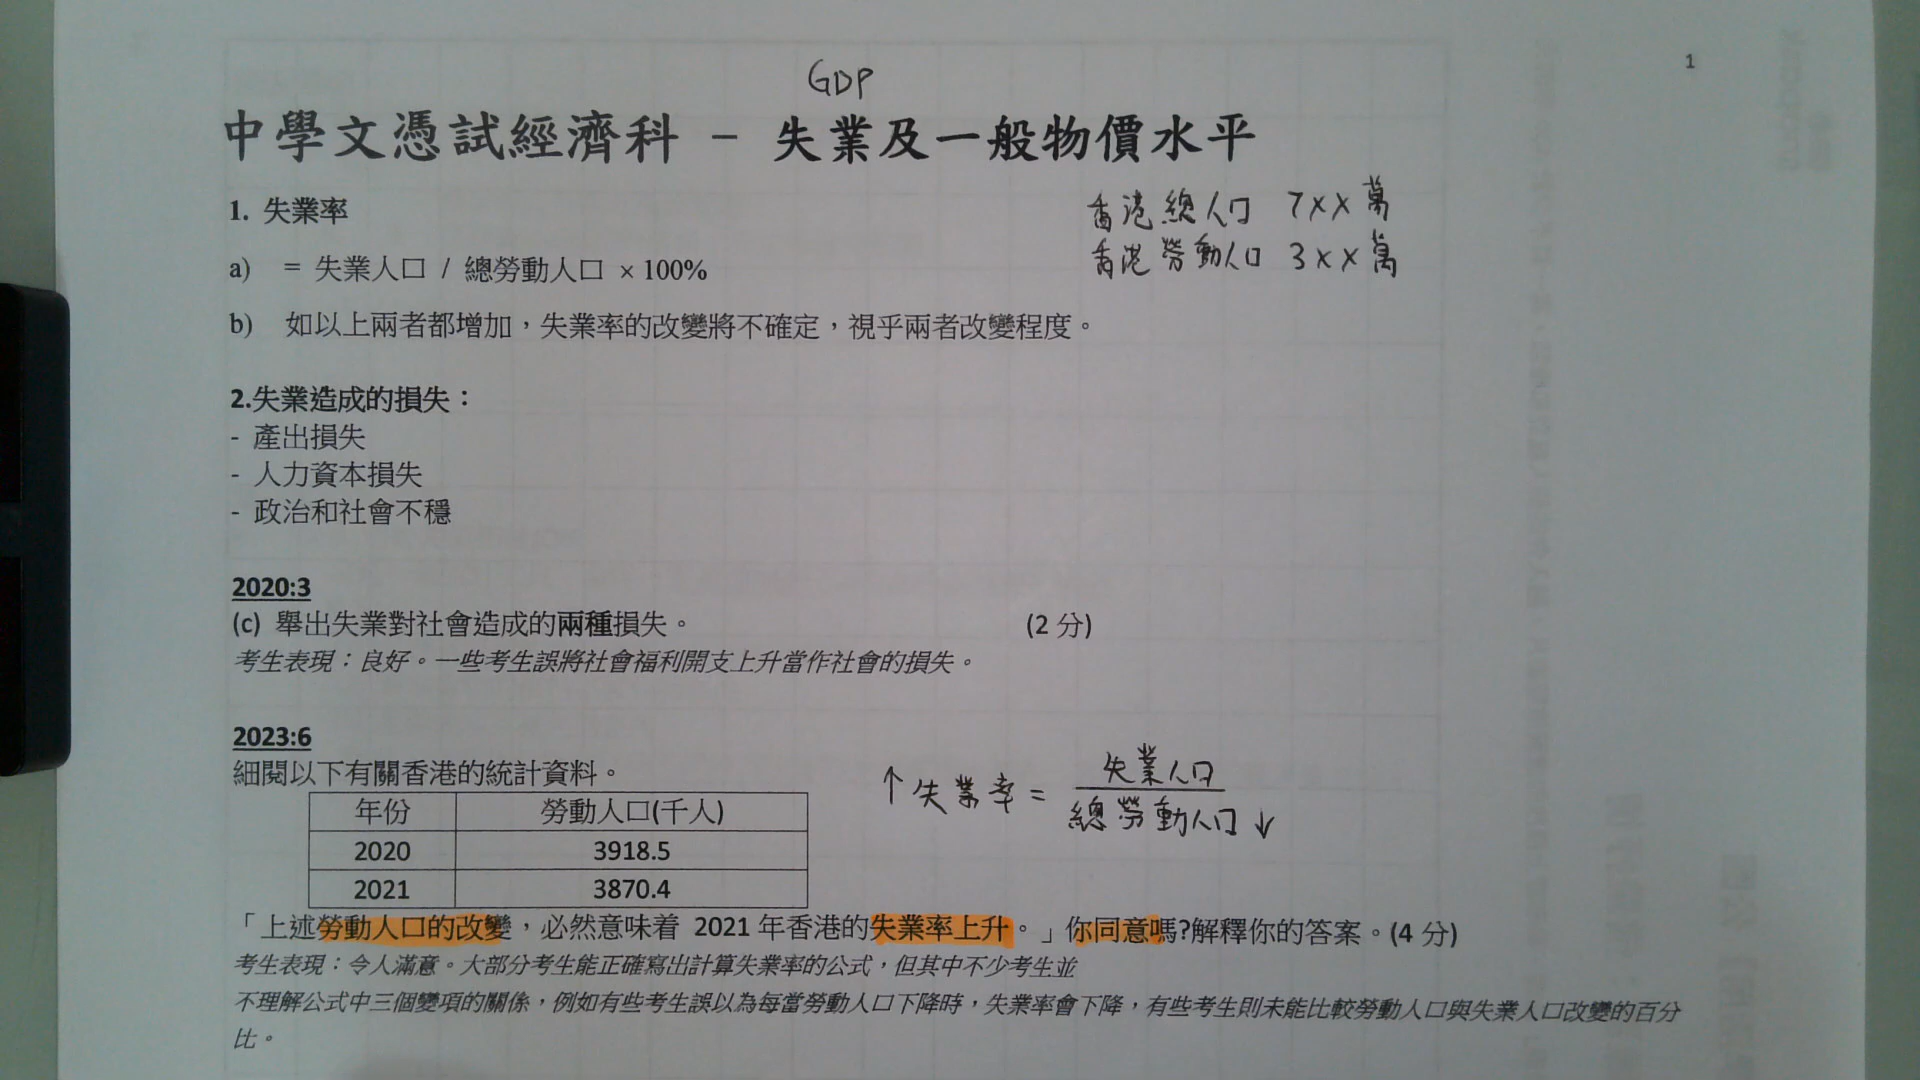 1
GDP
中學文憑試經濟科 – 失業及一般物價水平
1. 失業率
香港總人口 7xx萬
a) = 失業人口 / 總勞動人口 × 100%
香港勞動人口 3xx萬
b) 如以上兩者都增加，失業率的改變將不確定，視乎兩者改變程度。
2.失業造成的損失：
- 產出損失
- 人力資本損失
- 政治和社會不穩
2020:3
(c) 舉出失業對社會造成的兩種損失。 (2 分)
考生表現：良好。一些考生誤將社會福利開支上升當作社會的損失。
2023:6
細閱以下有關香港的統計資料。
年份 勞動人口(千人)
2020 3918.5
2021 3870.4
↑失業率 = 失業人口
總勞動人口↓
「上述勞動人口的改變，必然意味着 2021 年香港的失業率上升。」你同意嗎?解釋你的答案。(4 分)
考生表現：令人滿意。大部分考生能正確寫出計算失業率的公式，但其中不少考生並
不理解公式中三個變項的關係，例如有些考生誤以為每當勞動人口下降時，失業率會下降，有些考生則未能比較勞動人口與失業人口改變的百分
比。